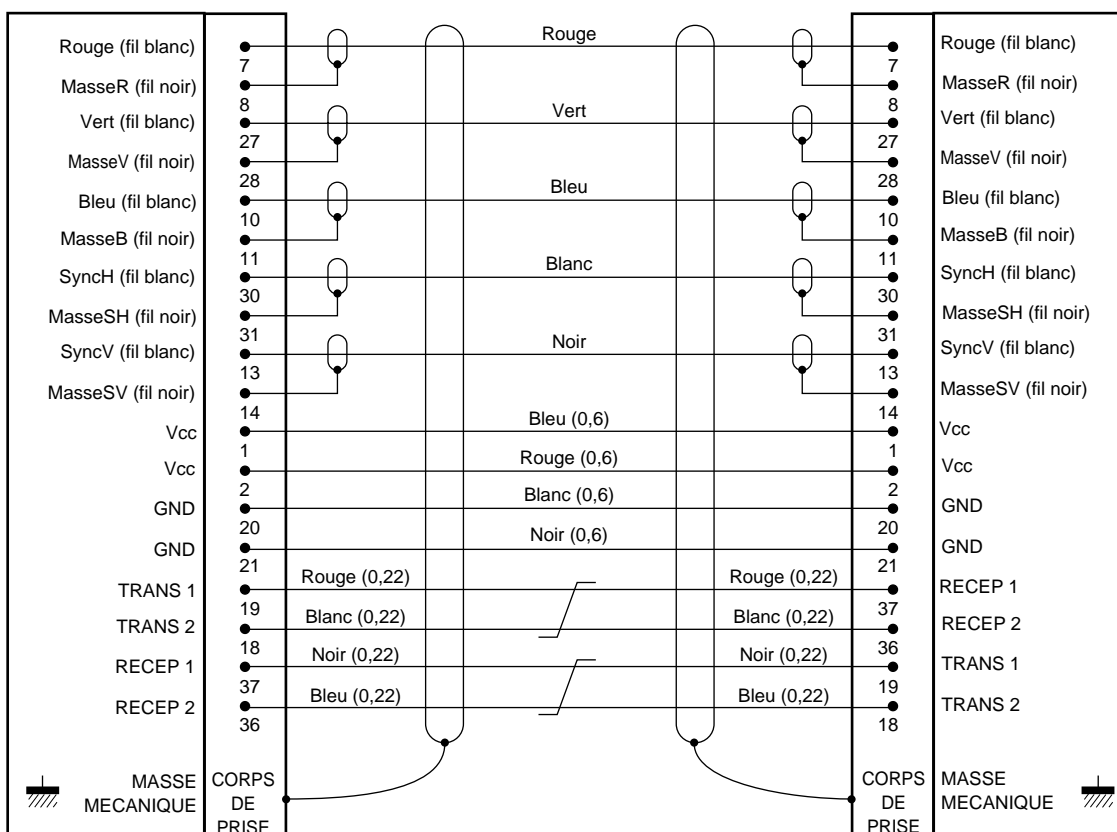 Rouge (fil blanc) Rouge Rouge (fil blanc)
7 7
MasseR (fil noir) MasseR (fil noir)
8 8
Vert (fil blanc) Vert Vert (fil blanc)
27 27
MasseV (fil noir) MasseV (fil noir)
28 28
Bleu (fil blanc) Bleu Bleu (fil blanc)
10 10
MasseB (fil noir) MasseB (fil noir)
11 11
SyncH (fil blanc) Blanc SyncH (fil blanc)
30 30
MasseSH (fil noir) MasseSH (fil noir)
31 31
SyncV (fil blanc) Noir SyncV (fil blanc)
13 13
MasseSV (fil noir) MasseSV (fil noir)
14 14
Vcc Bleu (0,6) Vcc
1 1
Vcc Rouge (0,6) Vcc
2 2
GND Blanc (0,6) GND
20 20
GND Noir (0,6) GND
21 21
TRANS 1 Rouge (0,22) Rouge (0,22) RECEP 1
19 37
TRANS 2 Blanc (0,22) Blanc (0,22) RECEP 2
18 36
RECEP 1 Noir (0,22) Noir (0,22) TRANS 1
37 19
RECEP 2 Bleu (0,22) Bleu (0,22) TRANS 2
36 18
MASSE CORPS CORPS MASSE
MECANIQUE DE DE MECANIQUE
PRISE PRISE